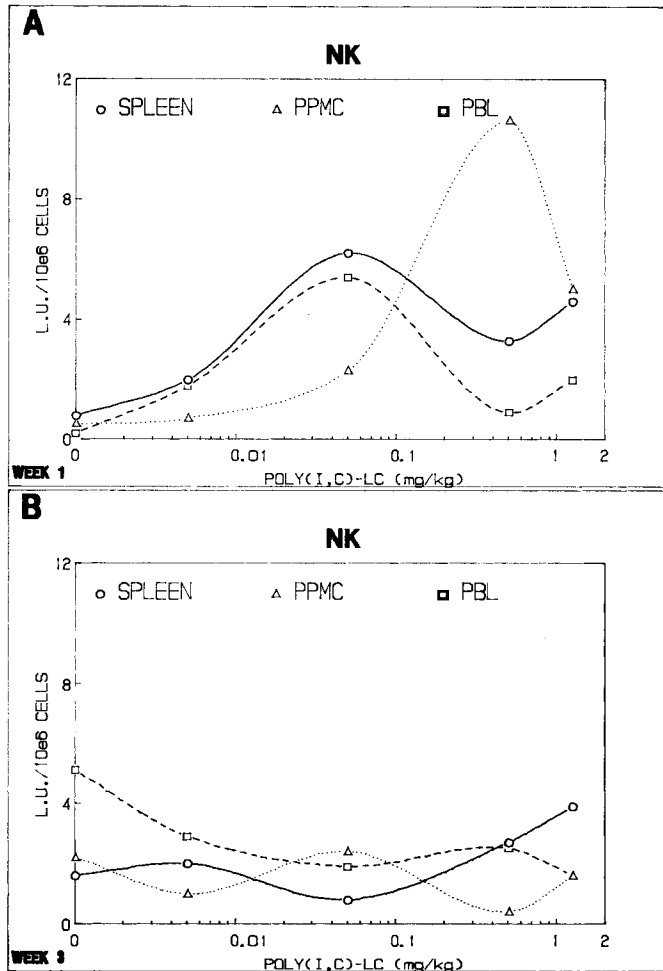 A
NK
12
SPLEEN PPMC PBL
8
L.U./10e6 CELLS
4
0
0 0.01 0.1 1 2
WEEK 1
POLY(I,C)-LC (mg/kg)
B
NK
12
SPLEEN PPMC PBL
8
L.U./10e6 CELLS
4
0
0 0.01 0.1 1 2
WEEK 3
POLY(I,C)-LC (mg/kg)